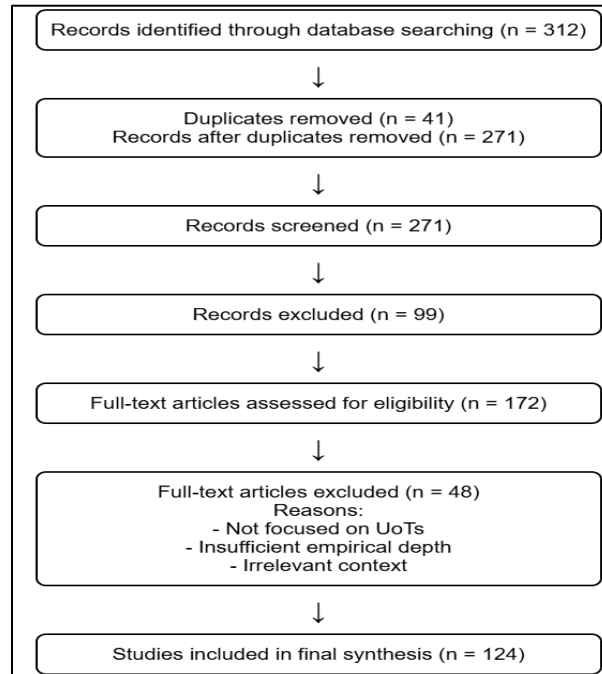 Records identified through database searching (n = 312)
↓
Duplicates removed (n = 41)
Records after duplicates removed (n = 271)
↓
Records screened (n = 271)
↓
Records excluded (n = 99)
↓
Full-text articles assessed for eligibility (n = 172)
↓
Full-text articles excluded (n = 48)
Reasons:
- Not focused on UoTs
- Insufficient empirical depth
- Irrelevant context
↓
Studies included in final synthesis (n = 124)